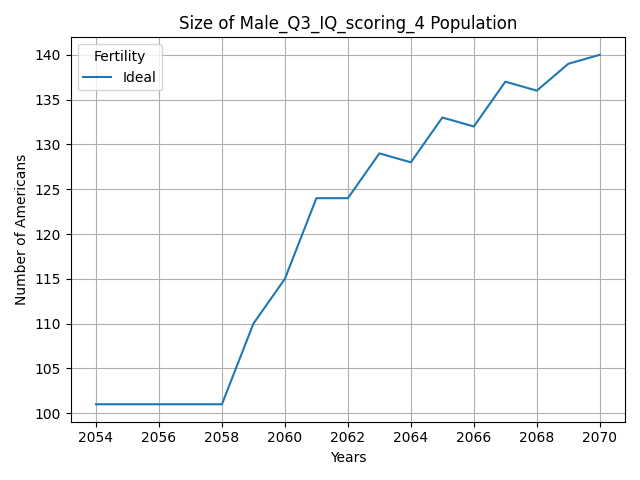 Size of Male_Q3_IQ_scoring_4 Population
Fertility
Ideal
Number of Americans
140
135
130
125
120
115
110
105
100
2054 2056 2058 2060 2062 2064 2066 2068 2070
Years